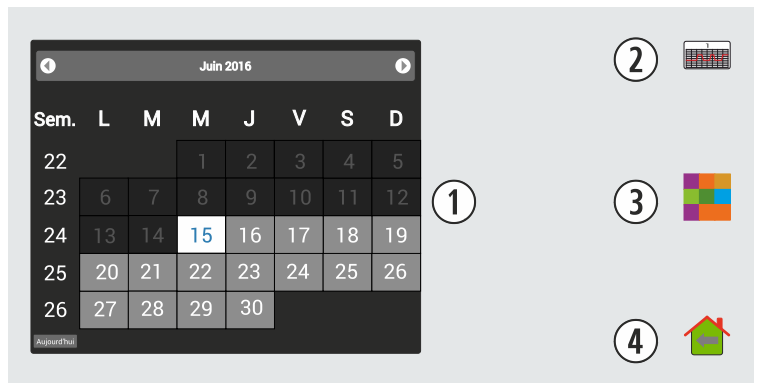 Juin 2016
Sem. L M M J V S D
22 1 2 3 4 5
23 6 7 8 9 10 11 12
24 13 14 15 16 17 18 19
25 20 21 22 23 24 25 26
26 27 28 29 30
Aujourd'hui
1
2
1
3
4